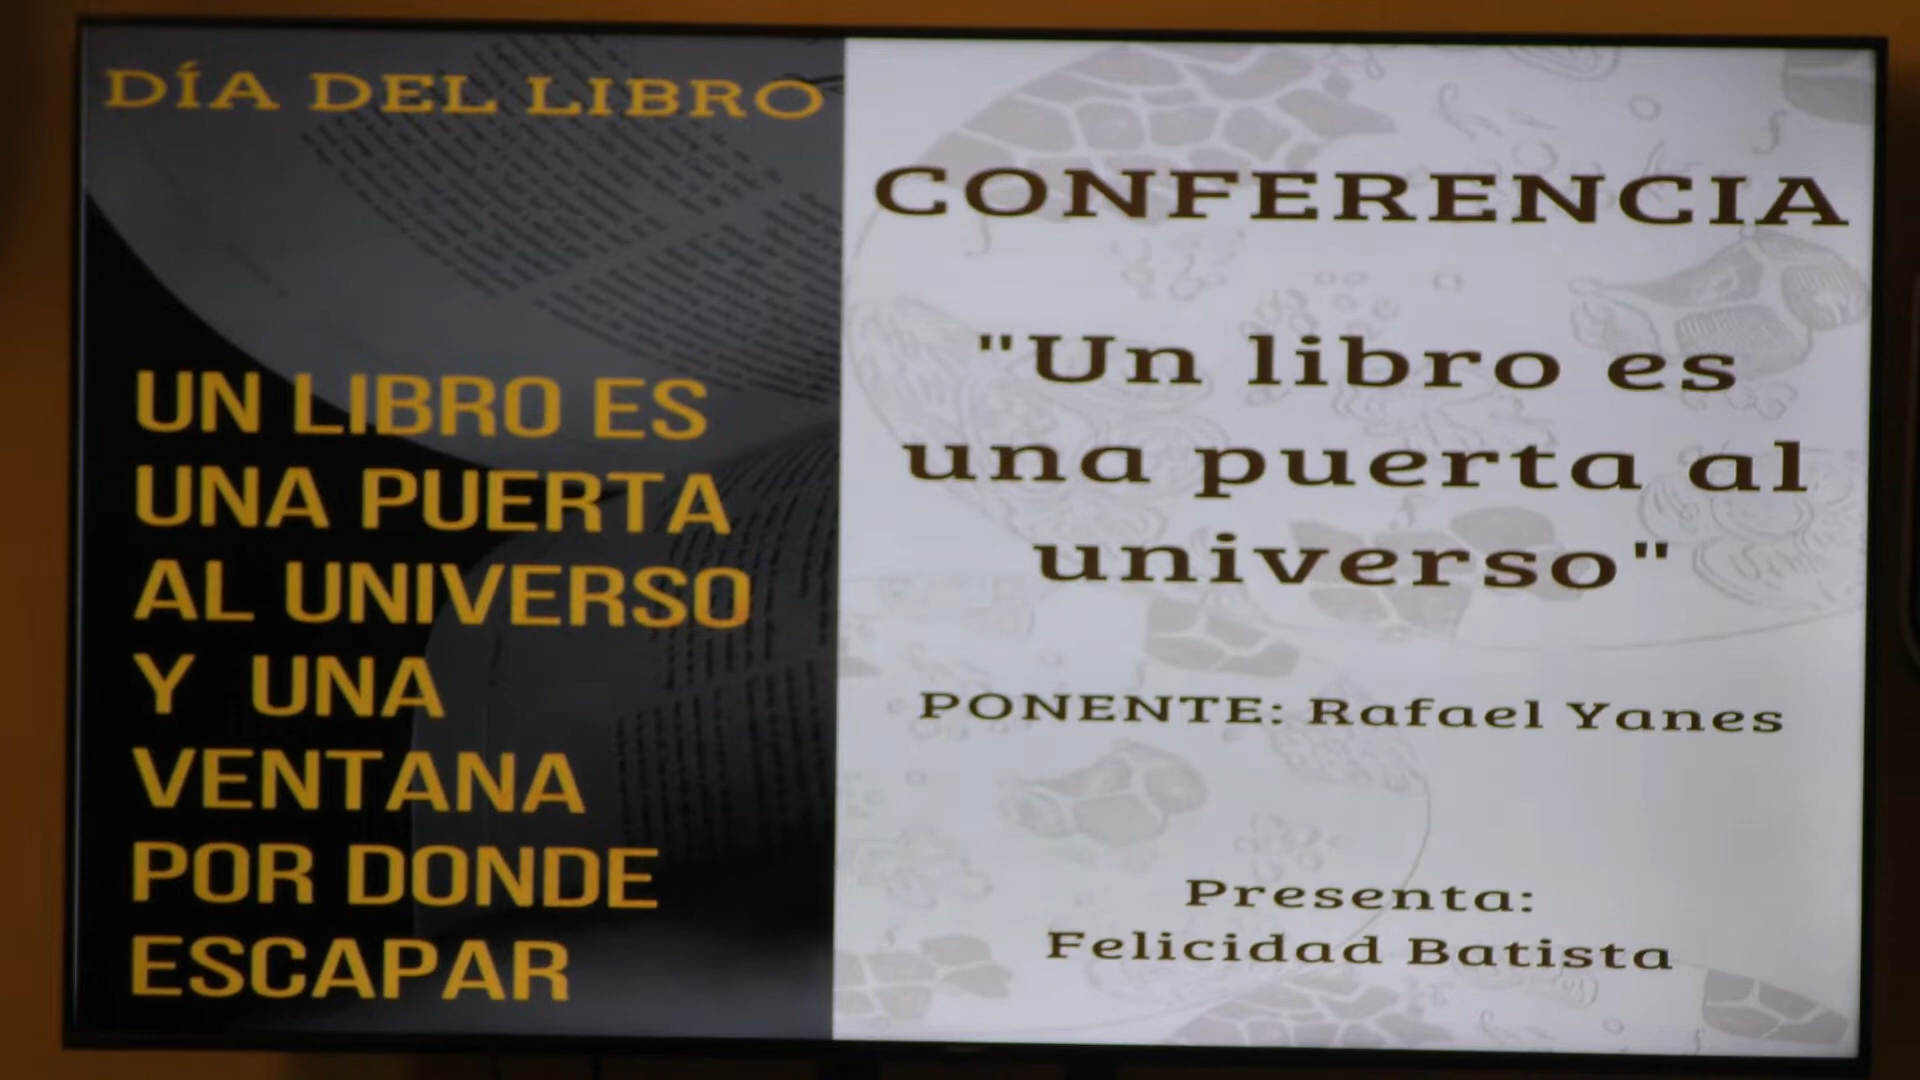 DÍA DEL LIBRO
UN LIBRO ES
UNA PUERTA
AL UNIVERSO
Y UNA
VENTANA
POR DONDE
ESCAPAR
CONFERENCIA
"Un libro es
una puerta al
universo"
PONENTE: Rafael Yanes
Presenta:
Felicidad Batista